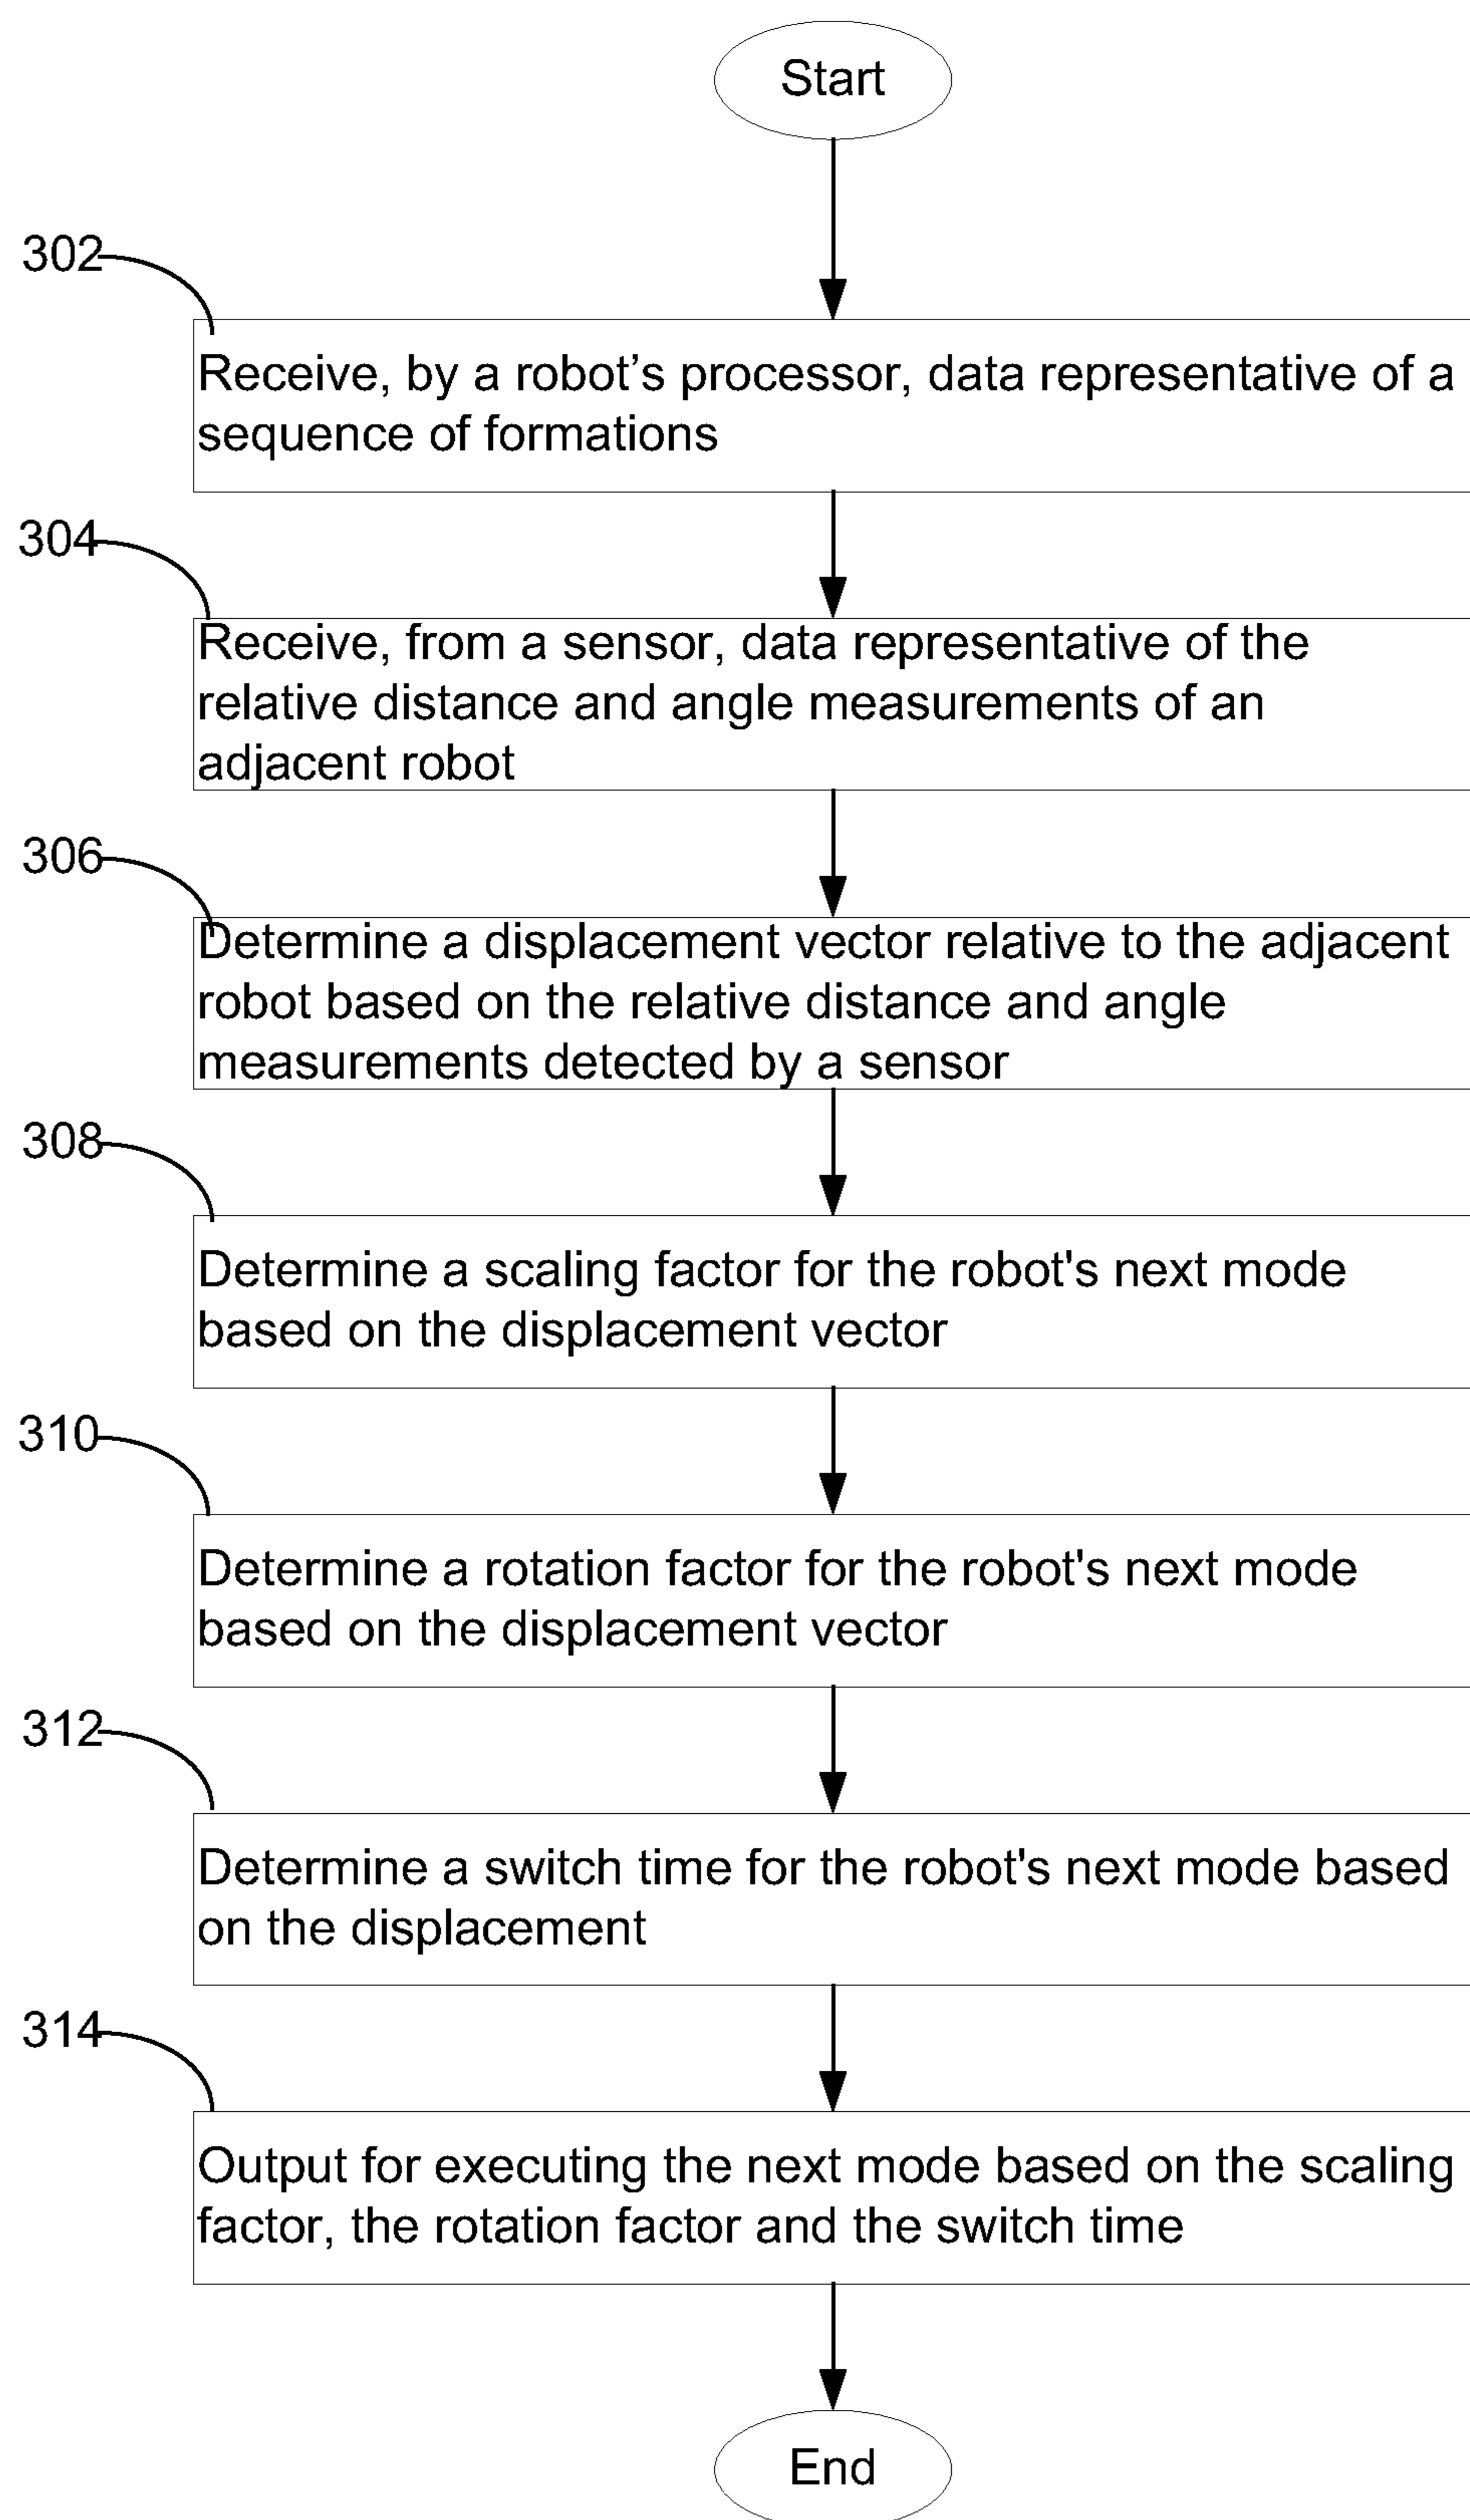 Start
302
Receive, by a robot’s processor, data representative of a
sequence of formations
304
Receive, from a sensor, data representative of the
relative distance and angle measurements of an
adjacent robot
306
Determine a displacement vector relative to the adjacent
robot based on the relative distance and angle
measurements detected by a sensor
308
Determine a scaling factor for the robot's next mode
based on the displacement vector
310
Determine a rotation factor for the robot's next mode
based on the displacement vector
312
Determine a switch time for the robot's next mode based
on the displacement
314
Output for executing the next mode based on the scaling
factor, the rotation factor and the switch time
End